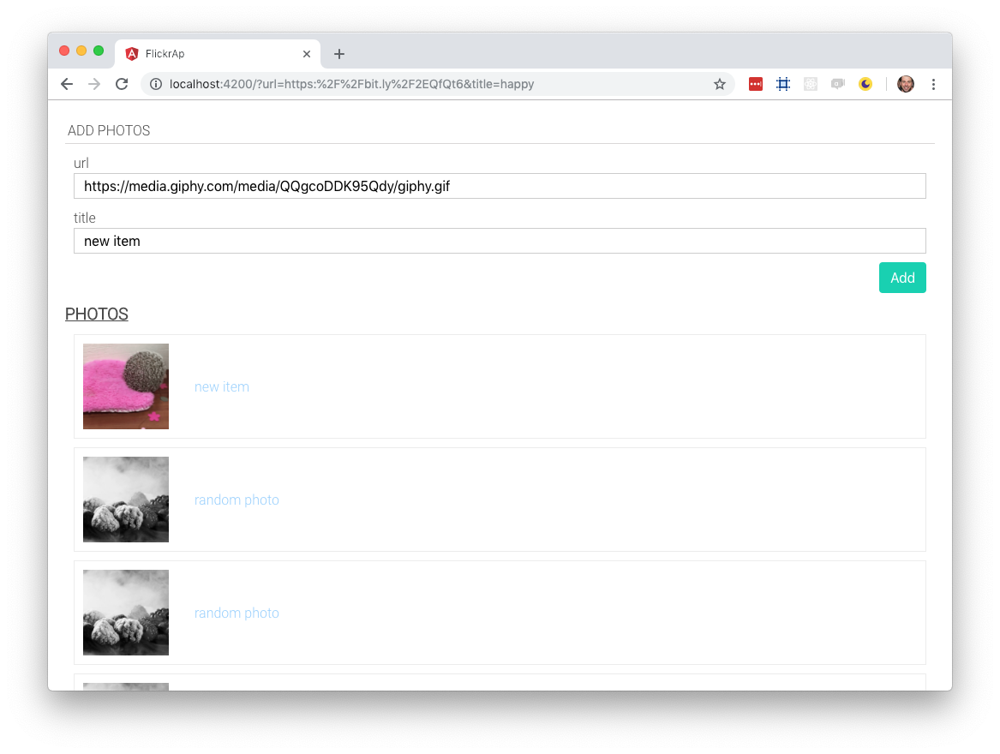 FlickrAp
localhost:4200/?url=https:%2F%2Fbit.ly%2F2EQfQt6&title=happy
ADD PHOTOS
url
https://media.giphy.com/media/QQgcoDDK95Qdy/giphy.gif
title
new item
Add
PHOTOS
new item
random photo
random photo